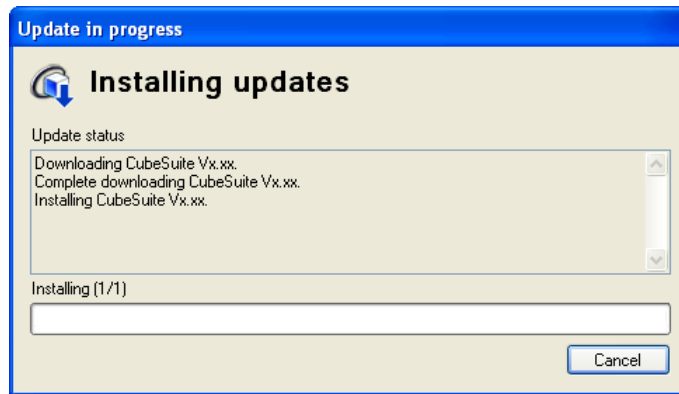 Update in progress
Installing updates
Update status
Downloading CubeSuite Vx.xx.
Complete downloading CubeSuite Vx.xx.
Installing CubeSuite Vx.xx.
Installing (1/1)
Cancel